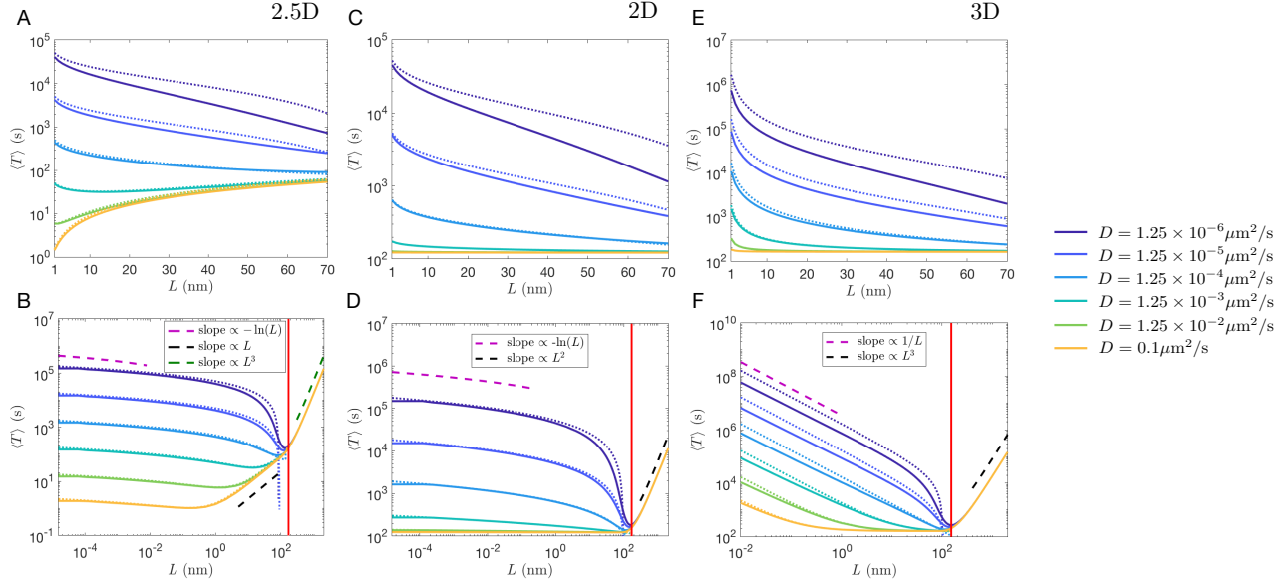 A
2.5D
C
2D
E
3D
10^5
10^4
10^3
10^2
10^1
10^0
⟨T⟩ (s)
1 10 20 30 40 50 60 70
L (nm)
10^5
10^4
10^3
10^2
⟨T⟩ (s)
1 10 20 30 40 50 60 70
L (nm)
10^7
10^6
10^5
10^4
10^3
10^2
⟨T⟩ (s)
1 10 20 30 40 50 60 70
L (nm)
D = 1.25 × 10^{-6} μm^2/s
D = 1.25 × 10^{-5} μm^2/s
D = 1.25 × 10^{-4} μm^2/s
D = 1.25 × 10^{-3} μm^2/s
D = 1.25 × 10^{-2} μm^2/s
D = 0.1 μm^2/s
B
10^7
10^5
10^3
10^1
10^{-1}
⟨T⟩ (s)
slope ∝ − ln(L)
slope ∝ L
slope ∝ L^3
10^{-4} 10^{-2} 10^0 10^2
L (nm)
D
10^7
10^6
10^5
10^4
10^3
10^2
⟨T⟩ (s)
slope ∝ -ln(L)
slope ∝ L^2
10^{-4} 10^{-2} 10^0 10^2
L (nm)
F
10^{10}
10^8
10^6
10^4
10^2
⟨T⟩ (s)
slope ∝ 1/L
slope ∝ L^3
10^{-2} 10^0 10^2
L (nm)